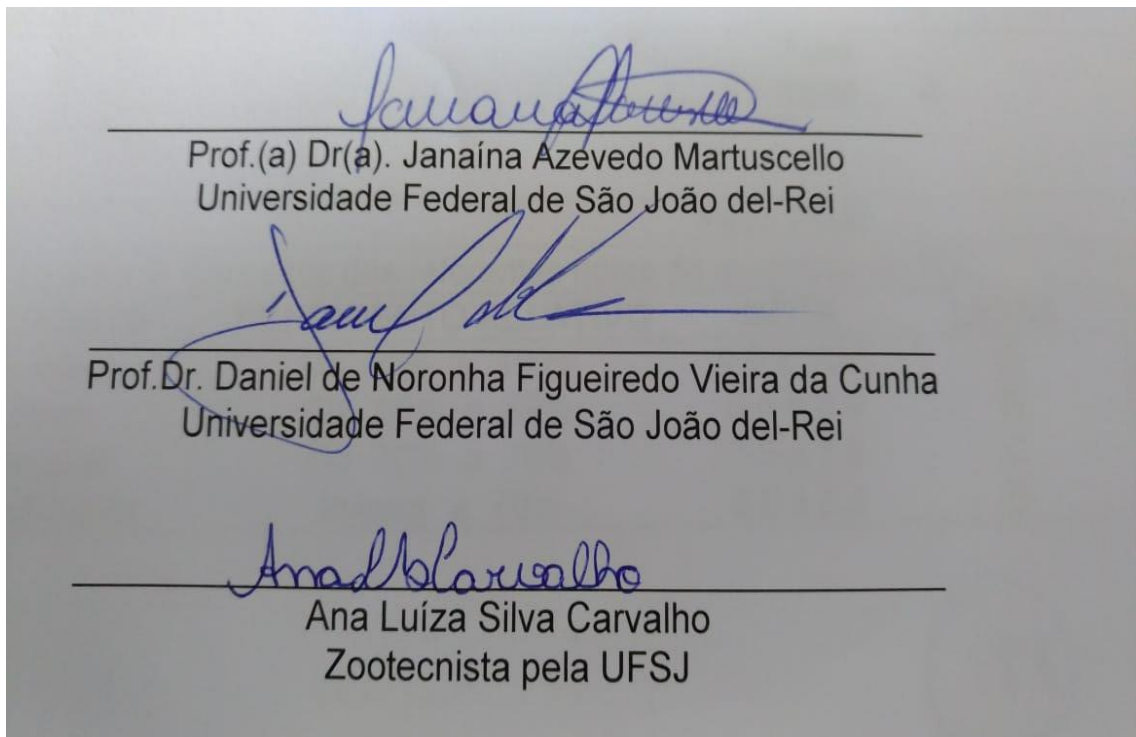 Prof.(a) Dr(a). Janaína Azevedo Martuscello
Universidade Federal de São João del-Rei
Prof.Dr. Daniel de Noronha Figueiredo Vieira da Cunha
Universidade Federal de São João del-Rei
Ana Luíza Silva Carvalho
Zootecnista pela UFSJ